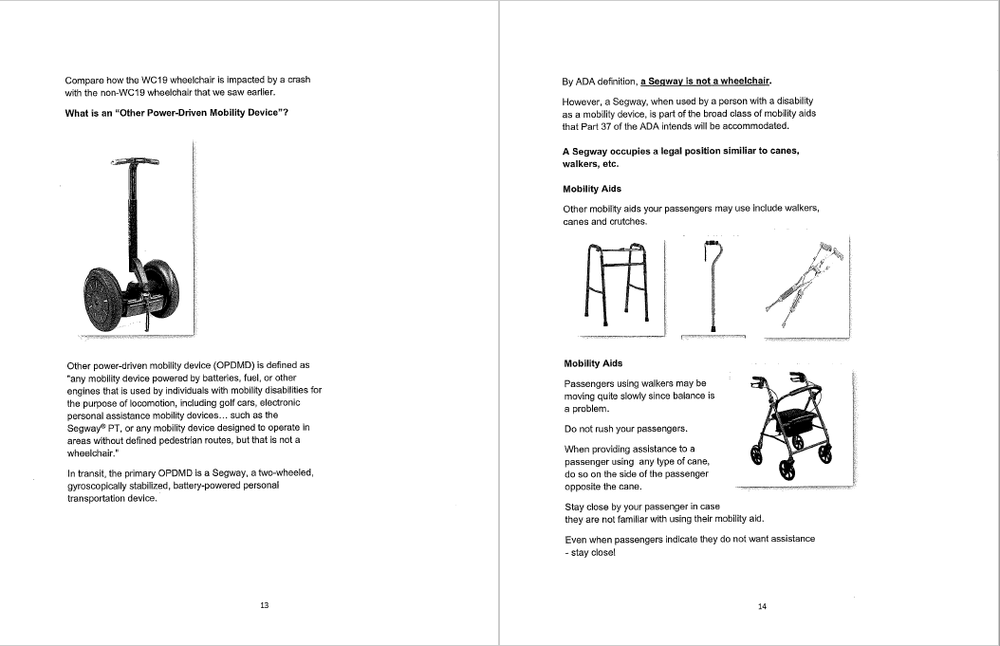 Compare how the WC19 wheelchair is impacted by a crash
with the non-WC19 wheelchair that we saw earlier.
What is an “Other Power-Driven Mobility Device”?
Other power-driven mobility device (OPDMD) is defined as
"any mobility device powered by batteries, fuel, or other
engines that is used by individuals with mobility disabilities for
the purpose of locomotion, including golf cars, electronic
personal assistance mobility devices… such as the
Segway® PT, or any mobility device designed to operate in
areas without defined pedestrian routes, but that is not a
wheelchair."
In transit, the primary OPDMD is a Segway, a two-wheeled,
gyroscopically stabilized, battery-powered personal
transportation device.
13
By ADA definition, a Segway is not a wheelchair.
However, a Segway, when used by a person with a disability
as a mobility device, is part of the broad class of mobility aids
that Part 37 of the ADA intends will be accommodated.
A Segway occupies a legal position similiar to canes,
walkers, etc.
Mobility Aids
Other mobility aids your passengers may use include walkers,
canes and crutches.
Mobility Aids
Passengers using walkers may be
moving quite slowly since balance is
a problem.
Do not rush your passengers.
When providing assistance to a
passenger using any type of cane,
do so on the side of the passenger
opposite the cane.
Stay close by your passenger in case
they are not familiar with using their mobility aid.
Even when passengers indicate they do not want assistance
- stay close!
14